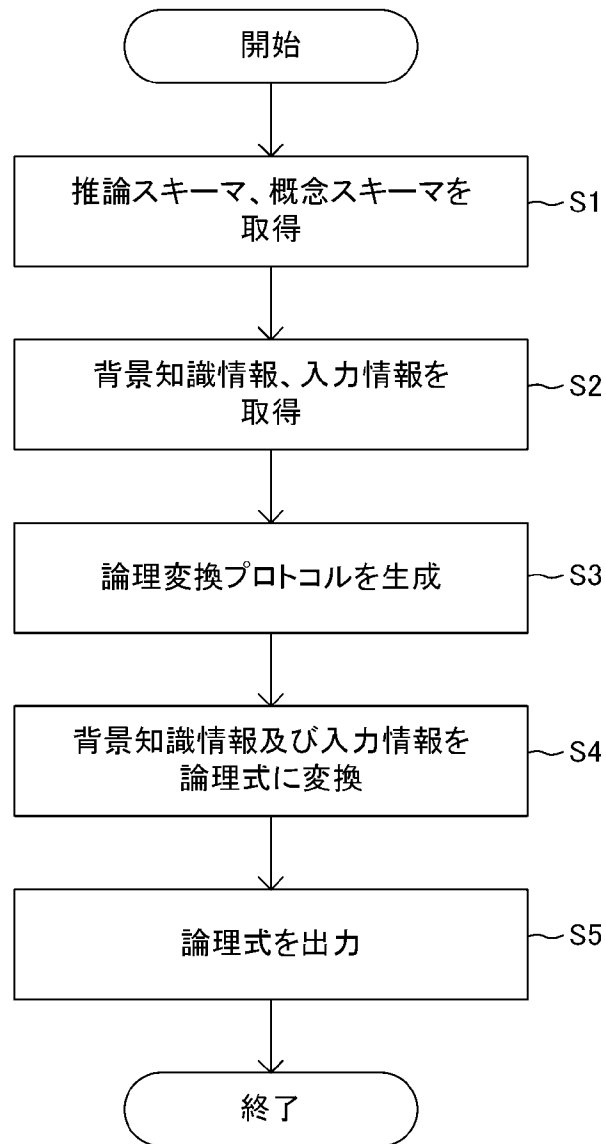 開始
推論スキーマ、概念スキーマを
取得
S1
背景知識情報、入力情報を
取得
S2
論理変換プロトコルを生成
S3
背景知識情報及び入力情報を
論理式に変換
S4
論理式を出力
S5
終了